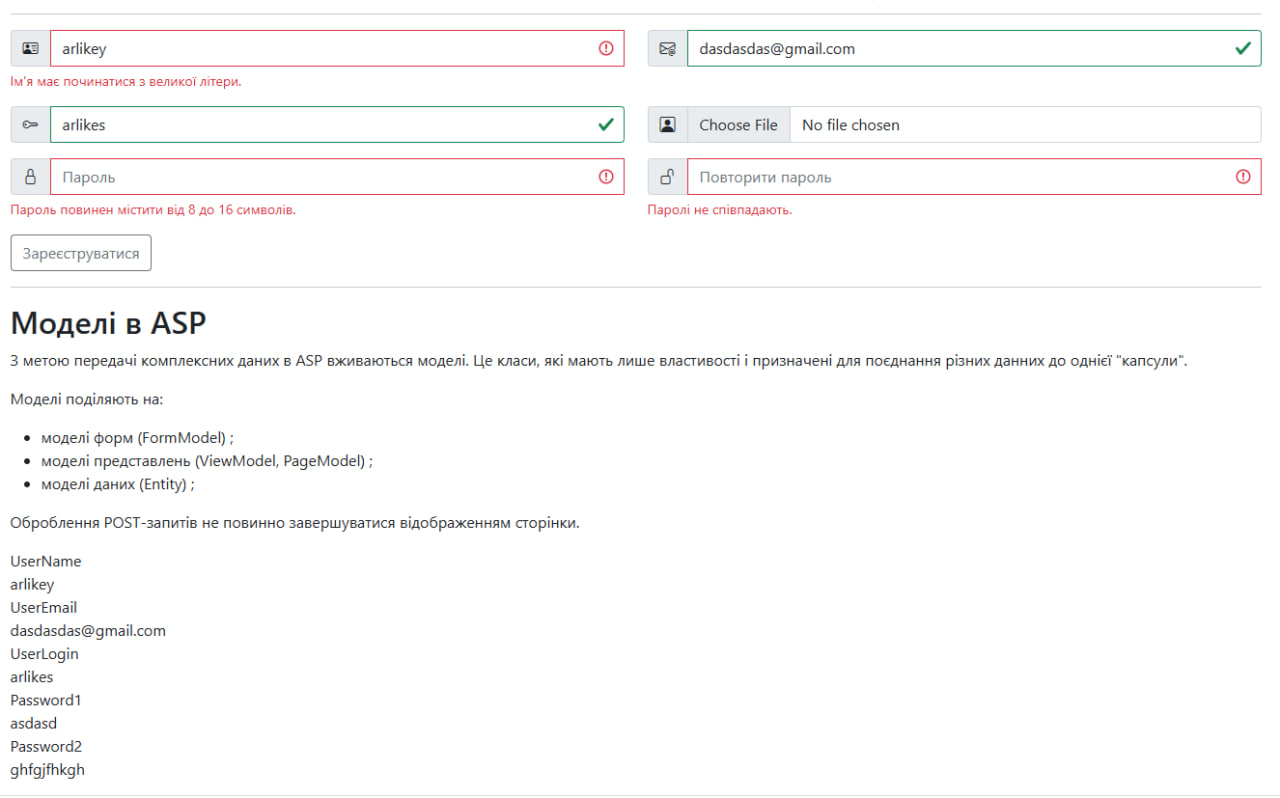 arlikey
dasdasdas@gmail.com
Ім'я має починатися з великої літери.
arlikes
Choose File No file chosen
Пароль
Повторити пароль
Пароль повинен містити від 8 до 16 символів.
Паролі не співпадають.
Зареєструватися
Моделі в ASP
З метою передачі комплексних даних в ASP вживаються моделі. Це класи, які мають лише властивості і призначені для поєднання різних данних до однієї "капсули".
Моделі поділяють на:
моделі форм (FormModel) ;
моделі представлень (ViewModel, PageModel) ;
моделі даних (Entity) ;
Оброблення POST-запитів не повинно завершуватися відображенням сторінки.
UserName
arlikey
UserEmail
dasdasdas@gmail.com
UserLogin
arlikes
Password1
asdasd
Password2
ghfgjfhkgh